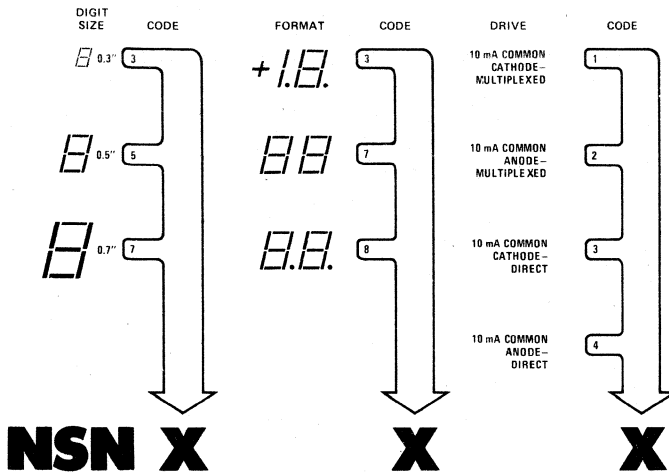 DIGIT
SIZE CODE FORMAT CODE DRIVE CODE
0.3" 3 +1.8. 3 10 mA COMMON
CATHODE–
MULTIPLEXED 1
0.5" 5 88 7 10 mA COMMON
ANODE–
MULTIPLEXED 2
0.7" 7 8.8. 8 10 mA COMMON
CATHODE–
DIRECT 3
10 mA COMMON
ANODE–
DIRECT 4
NSN X X X